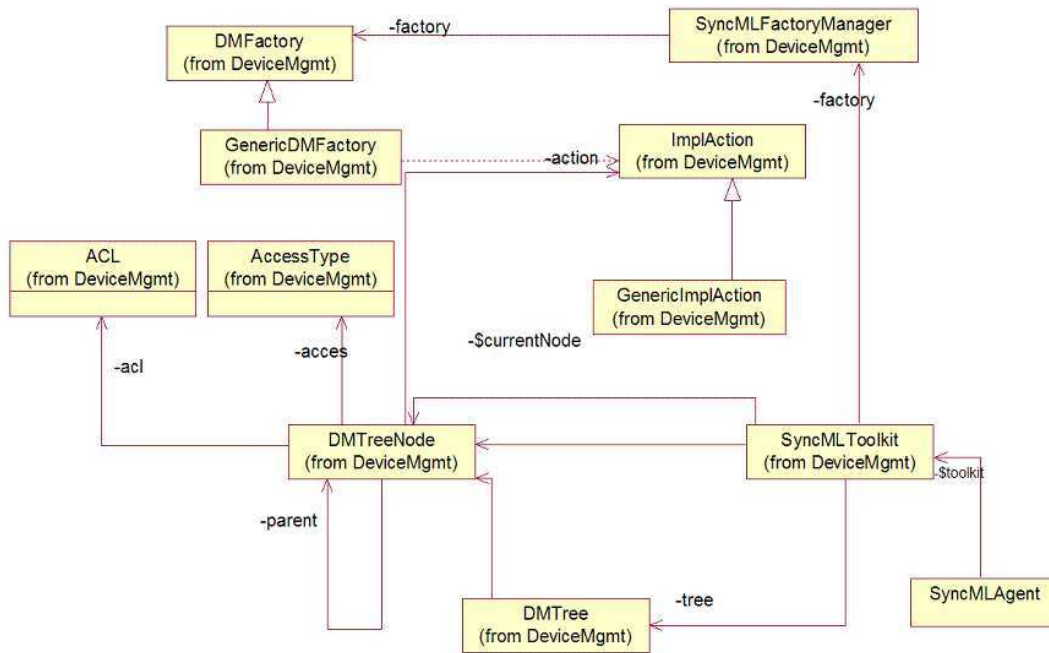 DMFactory
(from DeviceMgmt)
-factory
SyncMLFactoryManager
(from DeviceMgmt)
-factory
GenericDMFactory
(from DeviceMgmt)
-action
ImplAction
(from DeviceMgmt)
ACL
(from DeviceMgmt)
AccessType
(from DeviceMgmt)
GenericImplAction
(from DeviceMgmt)
-$currentNode
-acces
-acl
DMTreeNode
(from DeviceMgmt)
SyncMLToolkit
(from DeviceMgmt)
-$toolkit
-parent
-tree
DMTree
(from DeviceMgmt)
SyncMLAgent